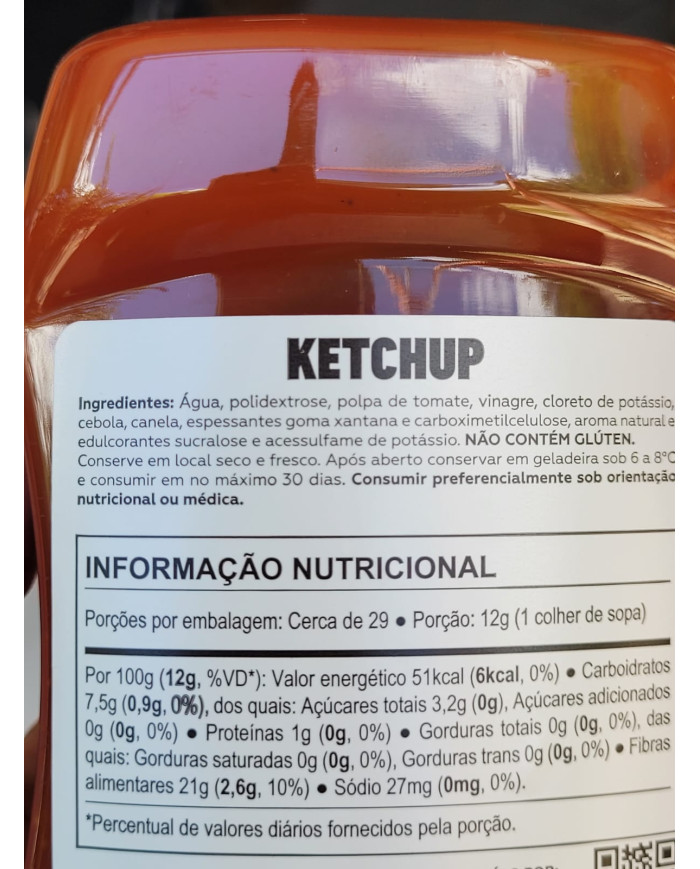 KETCHUP
Ingredientes: Água, polidextrose, polpa de tomate, vinagre, cloreto de potássio,
cebola, canela, espessantes goma xantana e carboximetilcelulose, aroma natural e
edulcorantes sucralose e acessulfame de potássio. NÃO CONTÉM GLÚTEN.
Conserve em local seco e fresco. Após aberto conservar em geladeira sob 6 a 8ºC
e consumir em no máximo 30 dias. Consumir preferencialmente sob orientação
nutricional ou médica.
INFORMAÇÃO NUTRICIONAL
Porções por embalagem: Cerca de 29 ● Porção: 12g (1 colher de sopa)
Por 100g (12g, %VD*): Valor energético 51kcal (6kcal, 0%) ● Carboidratos
7,5g (0,9g, 0%), dos quais: Açúcares totais 3,2g (0g), Açúcares adicionados
0g (0g, 0%) ● Proteínas 1g (0g, 0%) ● Gorduras totais 0g (0g, 0%), das
quais: Gorduras saturadas 0g (0g, 0%), Gorduras trans 0g (0g, 0%) ● Fibras
alimentares 21g (2,6g, 10%) ● Sódio 27mg (0mg, 0%).
*Percentual de valores diários fornecidos pela porção.